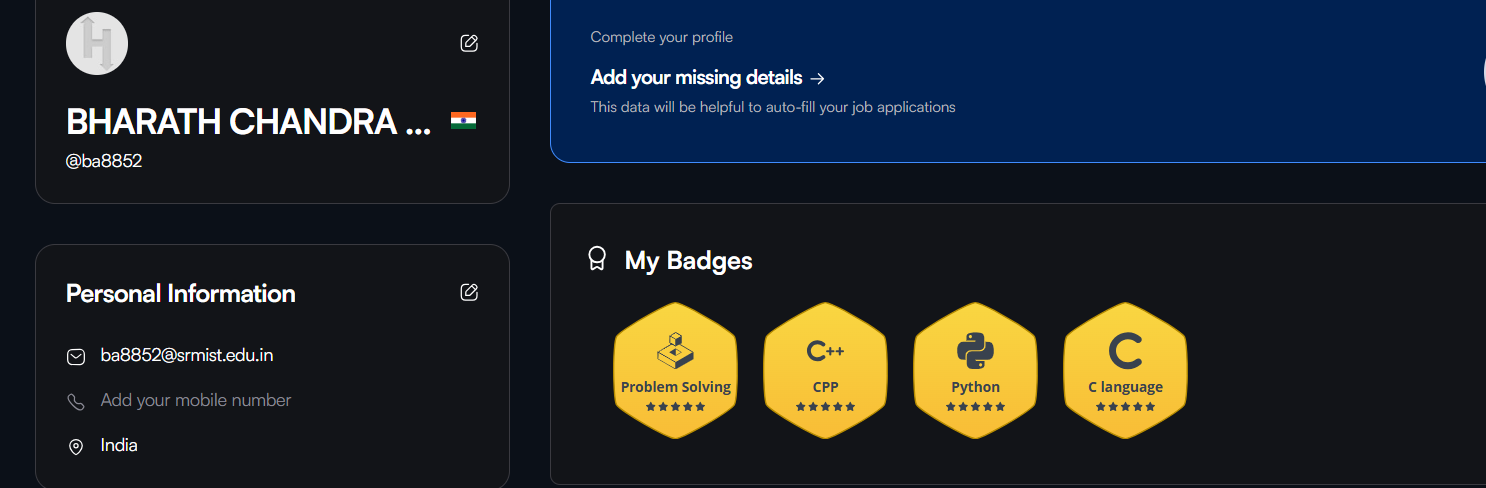 BHARATH CHANDRA ...
@ba8852
Personal Information
ba8852@srmist.edu.in
Add your mobile number
India
Complete your profile
Add your missing details →
This data will be helpful to auto-fill your job applications
My Badges
Problem Solving
C++
CPP
Python
C
C language